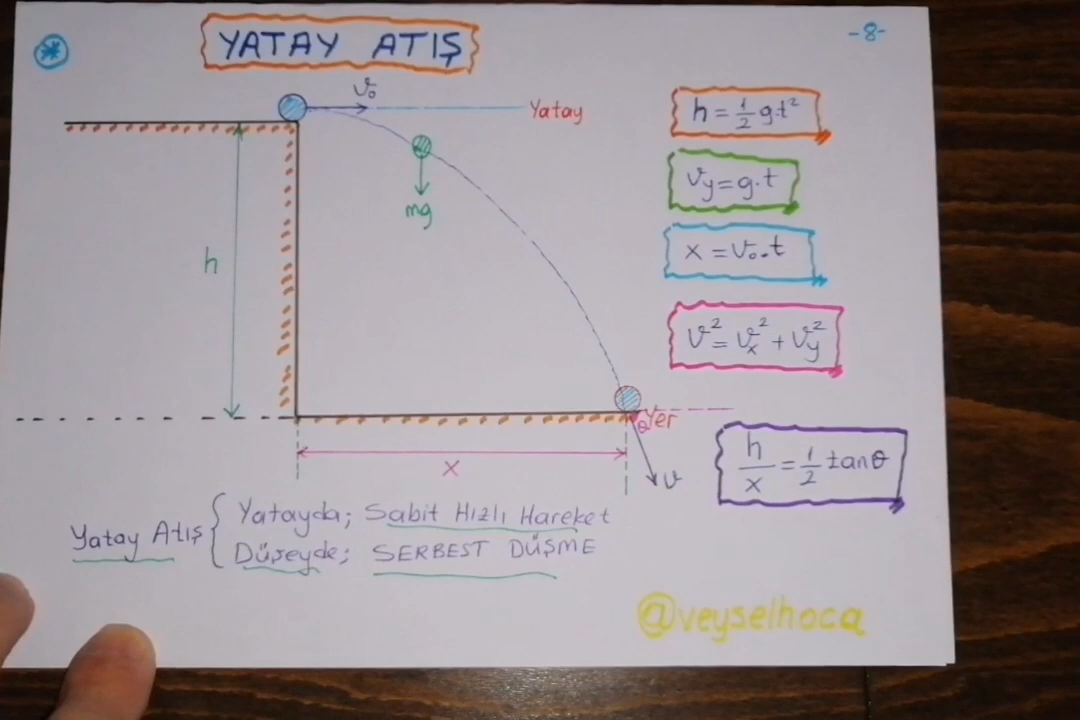 YATAY ATIŞ
-8-
v₀
Yatay
h = 1/2 g.t²
mg
Vy = g.t
h
x = V₀.t
V² = Vx² + Vy²
θ
Yer
x
v
h/x = 1/2 tanθ
Yatay Atış { Yatayda; Sabit Hızlı Hareket
Düşeyde; SERBEST DÜŞME
@veyselhoca